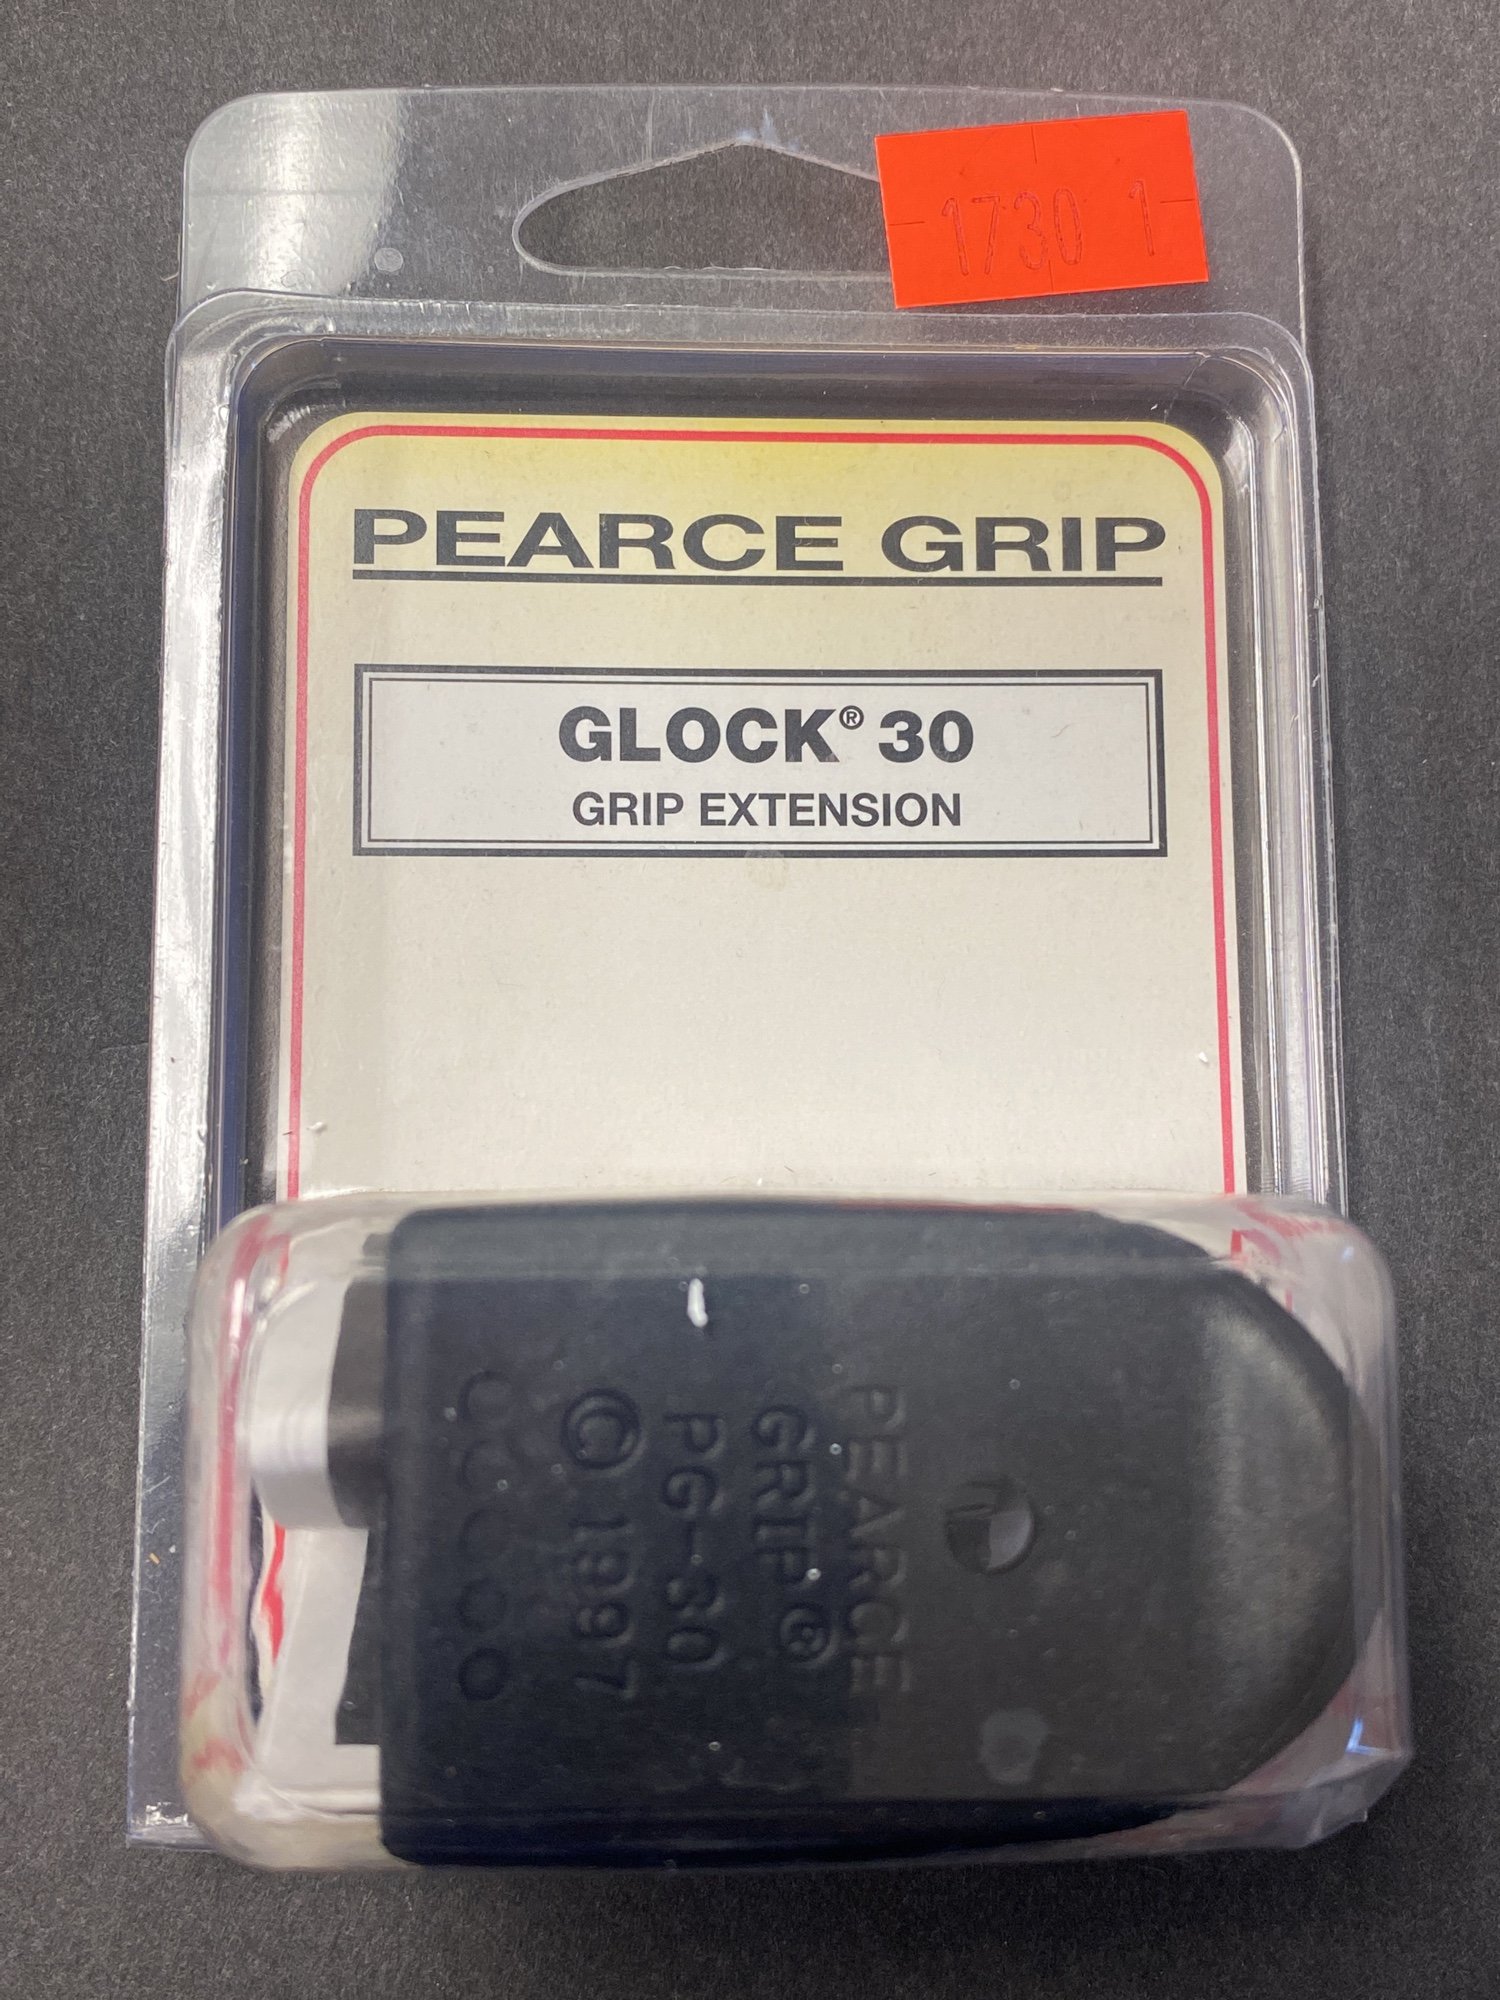 1730 1
PEARCE GRIP
GLOCK® 30
GRIP EXTENSION
PEARCE
GRIP®
PG-30
© 1997